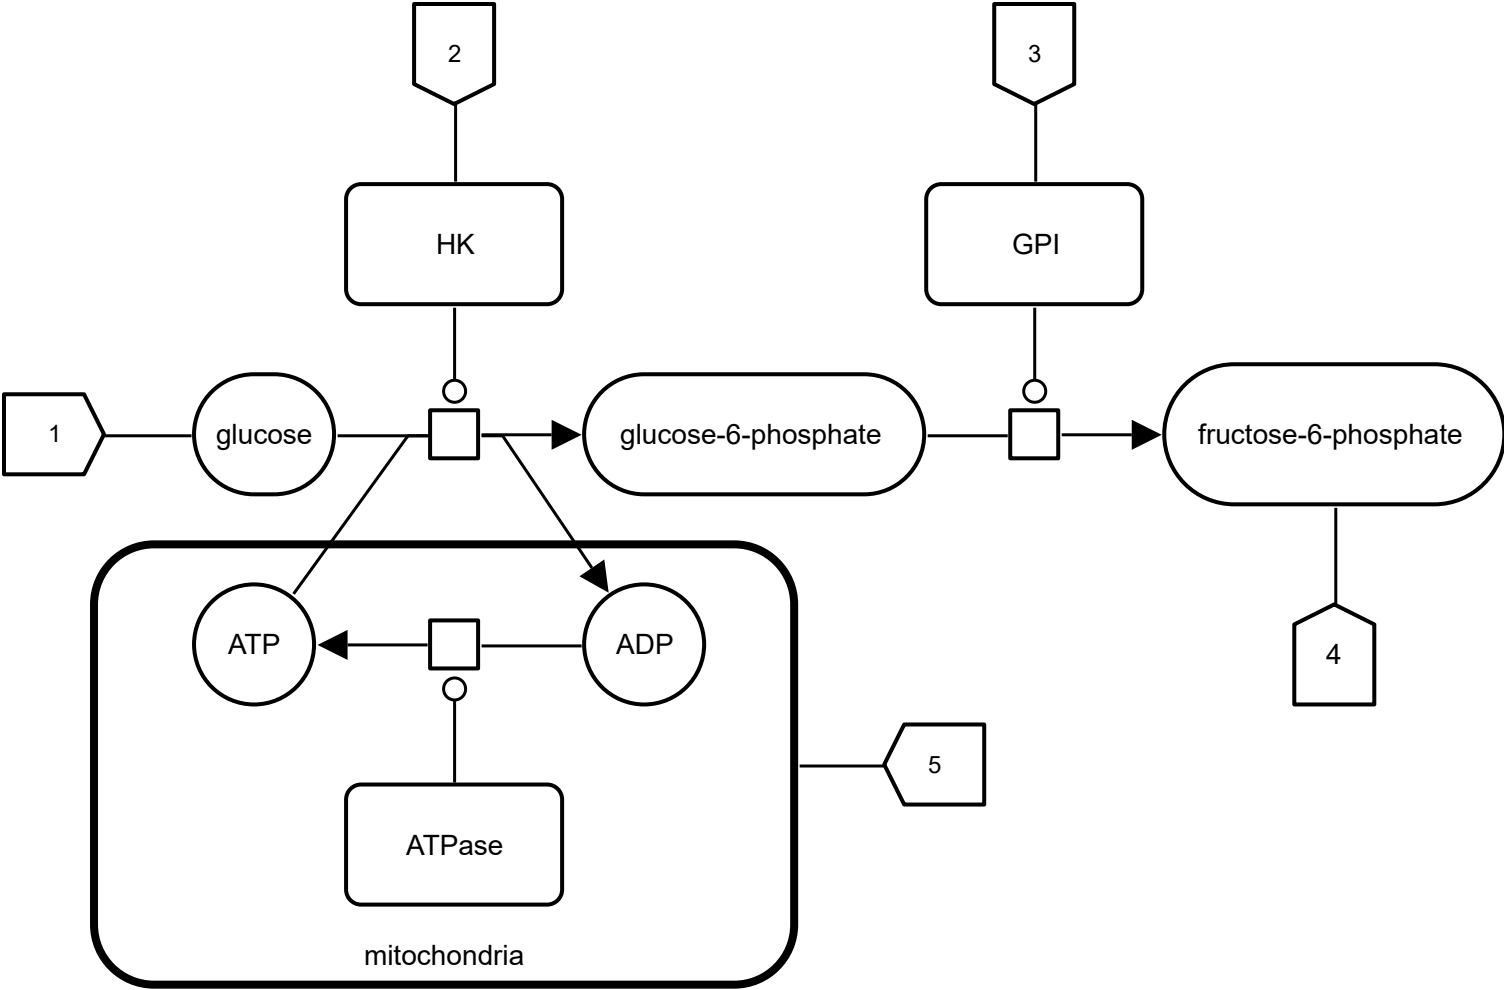 2
3
HK
GPI
1
glucose
glucose-6-phosphate
fructose-6-phosphate
ATP
ADP
4
5
ATPase
mitochondria